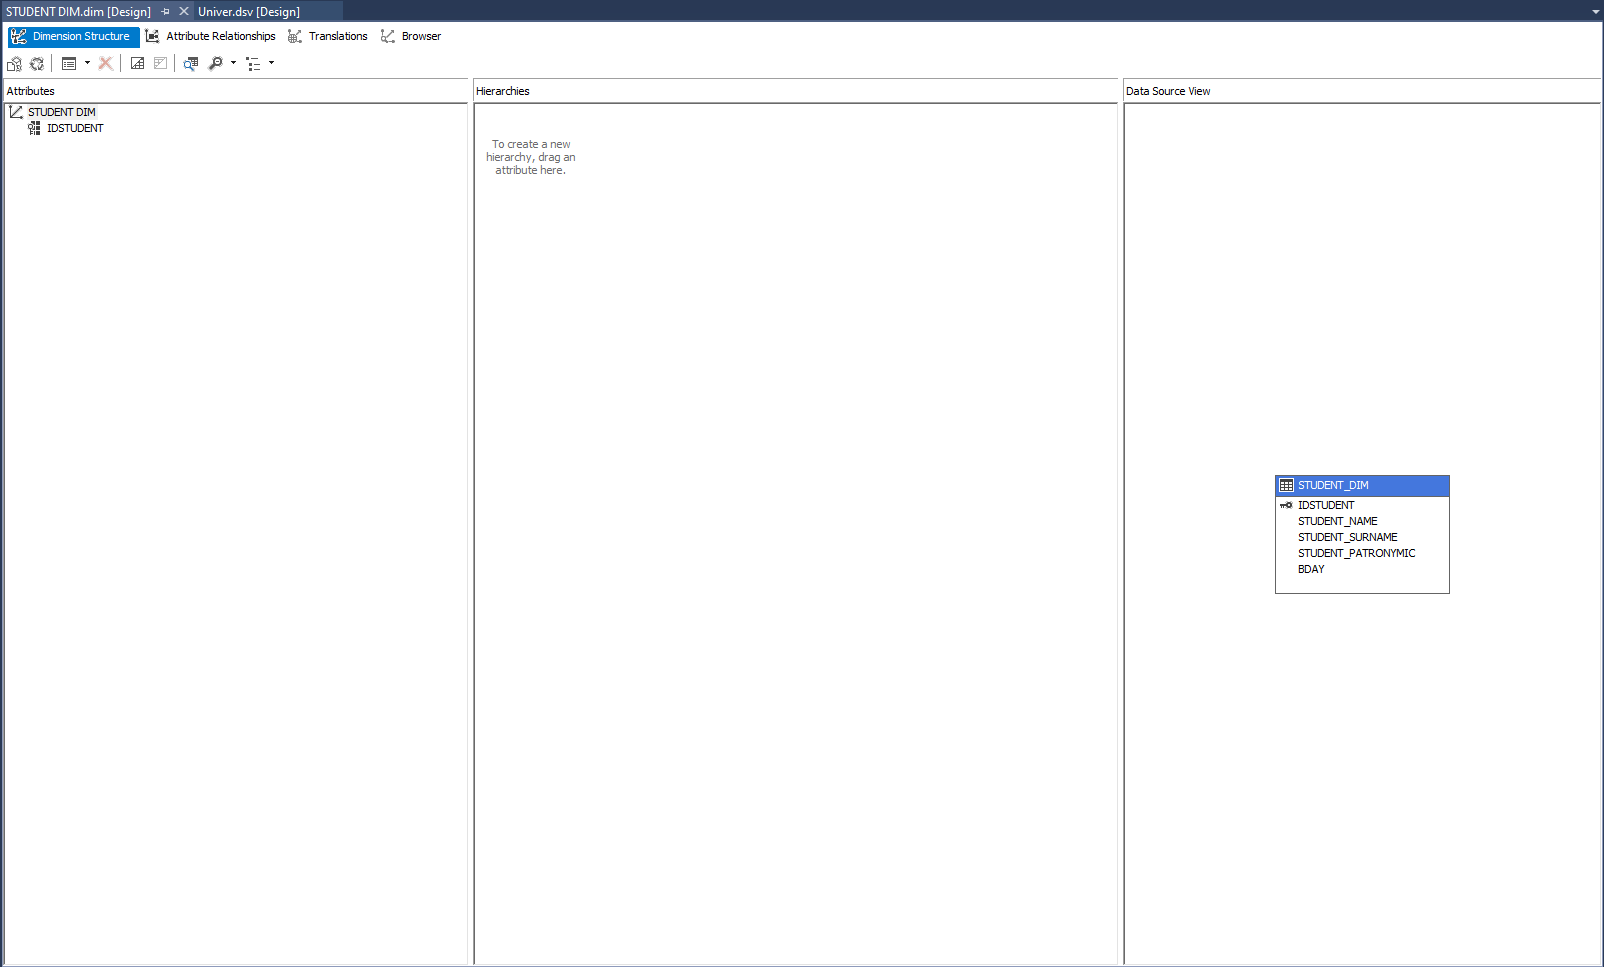 STUDENT DIM.dim [Design]
Univer.dsv [Design]
Dimension Structure
Attribute Relationships
Translations
Browser
Attributes
Hierarchies
Data Source View
STUDENT DIM
IDSTUDENT
To create a new
hierarchy, drag an
attribute here.
STUDENT_DIM
IDSTUDENT
STUDENT_NAME
STUDENT_SURNAME
STUDENT_PATRONYMIC
BDAY